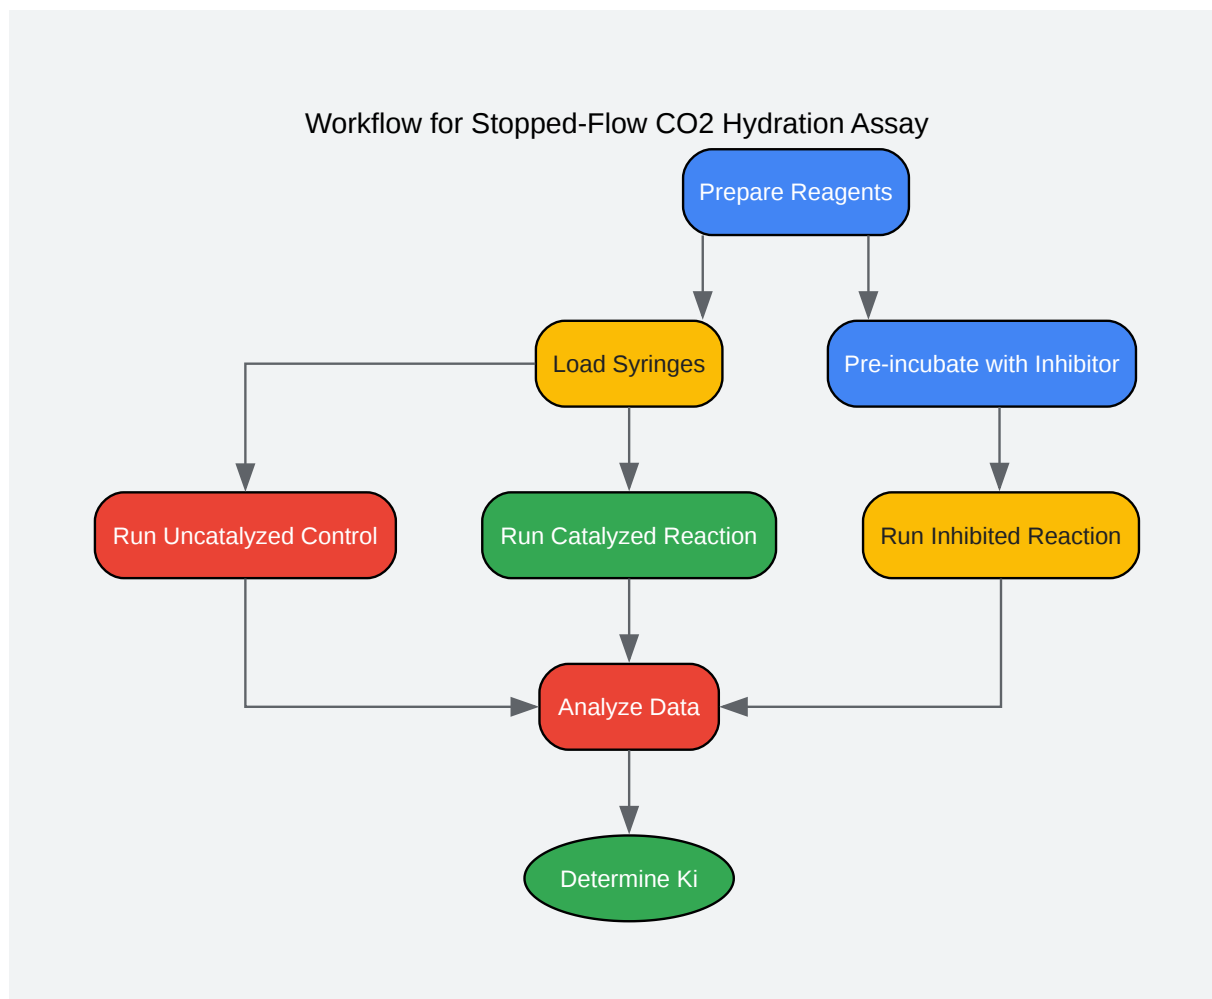 Workflow for Stopped-Flow CO2 Hydration Assay
Prepare Reagents
Load Syringes
Pre-incubate with Inhibitor
Run Uncatalyzed Control
Run Catalyzed Reaction
Run Inhibited Reaction
Analyze Data
Determine Ki